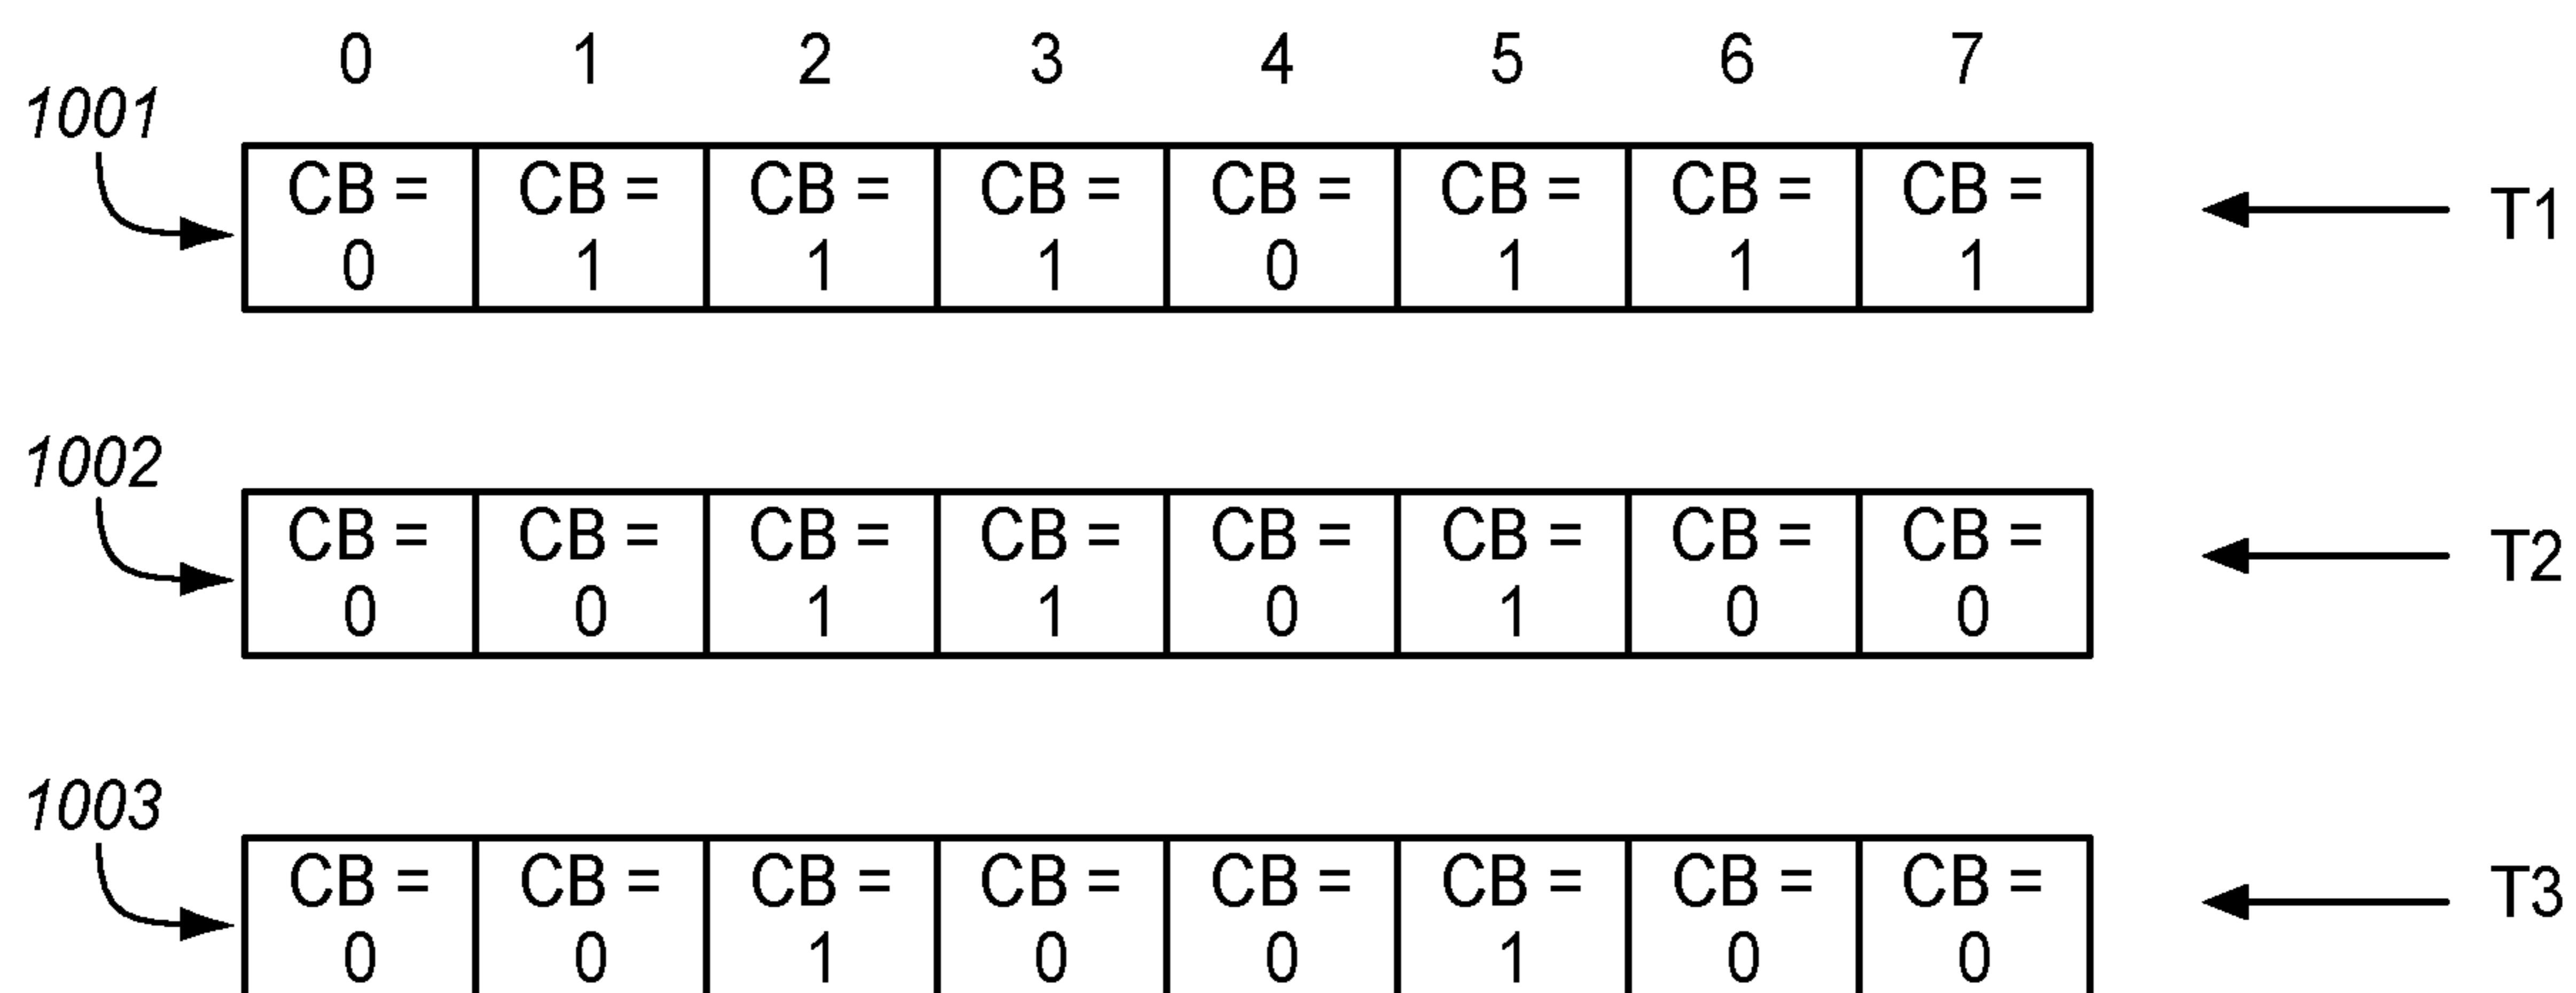 0 1 2 3 4 5 6 7
1001
CB = CB = CB = CB = CB = CB = CB = CB =
0 1 1 1 0 1 1 1
T1
1002
CB = CB = CB = CB = CB = CB = CB = CB =
0 0 1 1 0 1 0 0
T2
1003
CB = CB = CB = CB = CB = CB = CB = CB =
0 0 1 0 0 1 0 0
T3